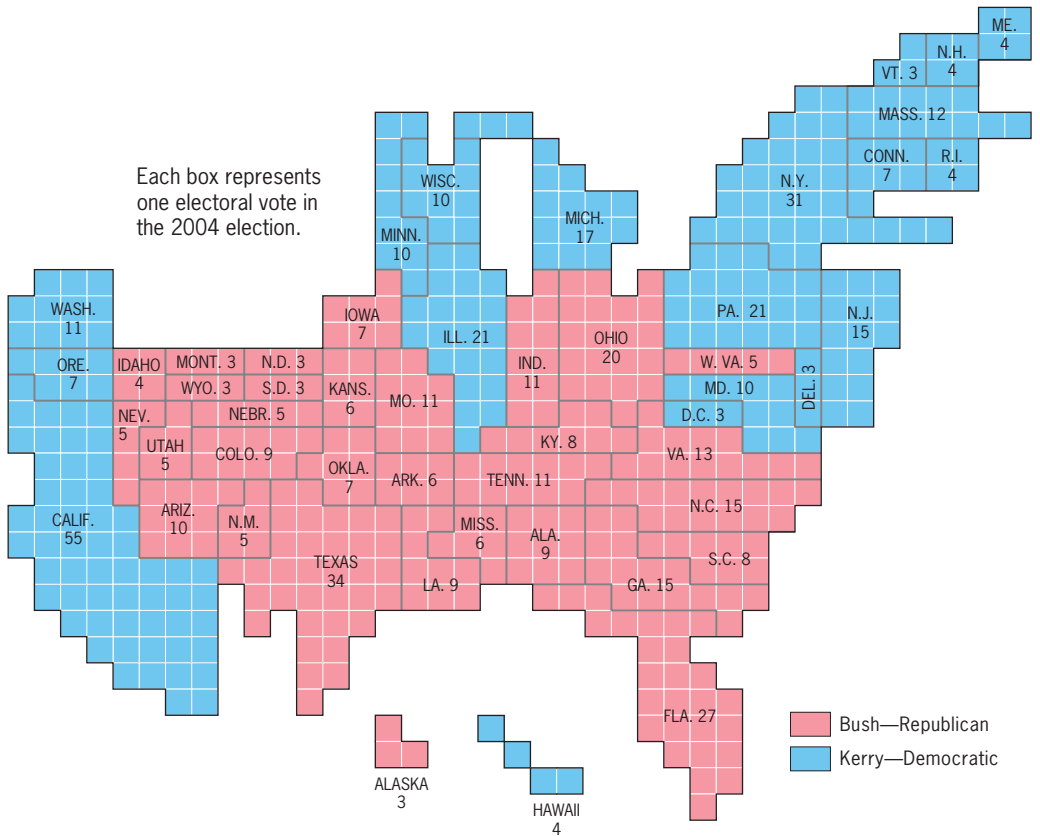 ME.
4
N.H.
4
VT. 3
MASS. 12
CONN.
7
R.I.
4
N.Y.
31
Each box represents
one electoral vote in
the 2004 election.
WISC.
10
MICH.
17
MINN.
10
WASH.
11
IOWA
7
ILL. 21
OHIO
20
PA. 21
N.J.
15
ORE.
7
IDAHO
4
MONT. 3
N.D. 3
IND.
11
W. VA. 5
WYO. 3
S.D. 3
KANS.
6
MO. 11
MD. 10
DEL. 3
NEV.
5
NEBR. 5
D.C. 3
UTAH
5
COLO. 9
KY. 8
VA. 13
OKLA.
7
ARK. 6
TENN. 11
CALIF.
55
ARIZ.
10
N.M.
5
MISS.
6
ALA.
9
N.C. 15
TEXAS
34
LA. 9
GA. 15
S.C. 8
FLA. 27
Bush—Republican
Kerry—Democratic
ALASKA
3
HAWAII
4